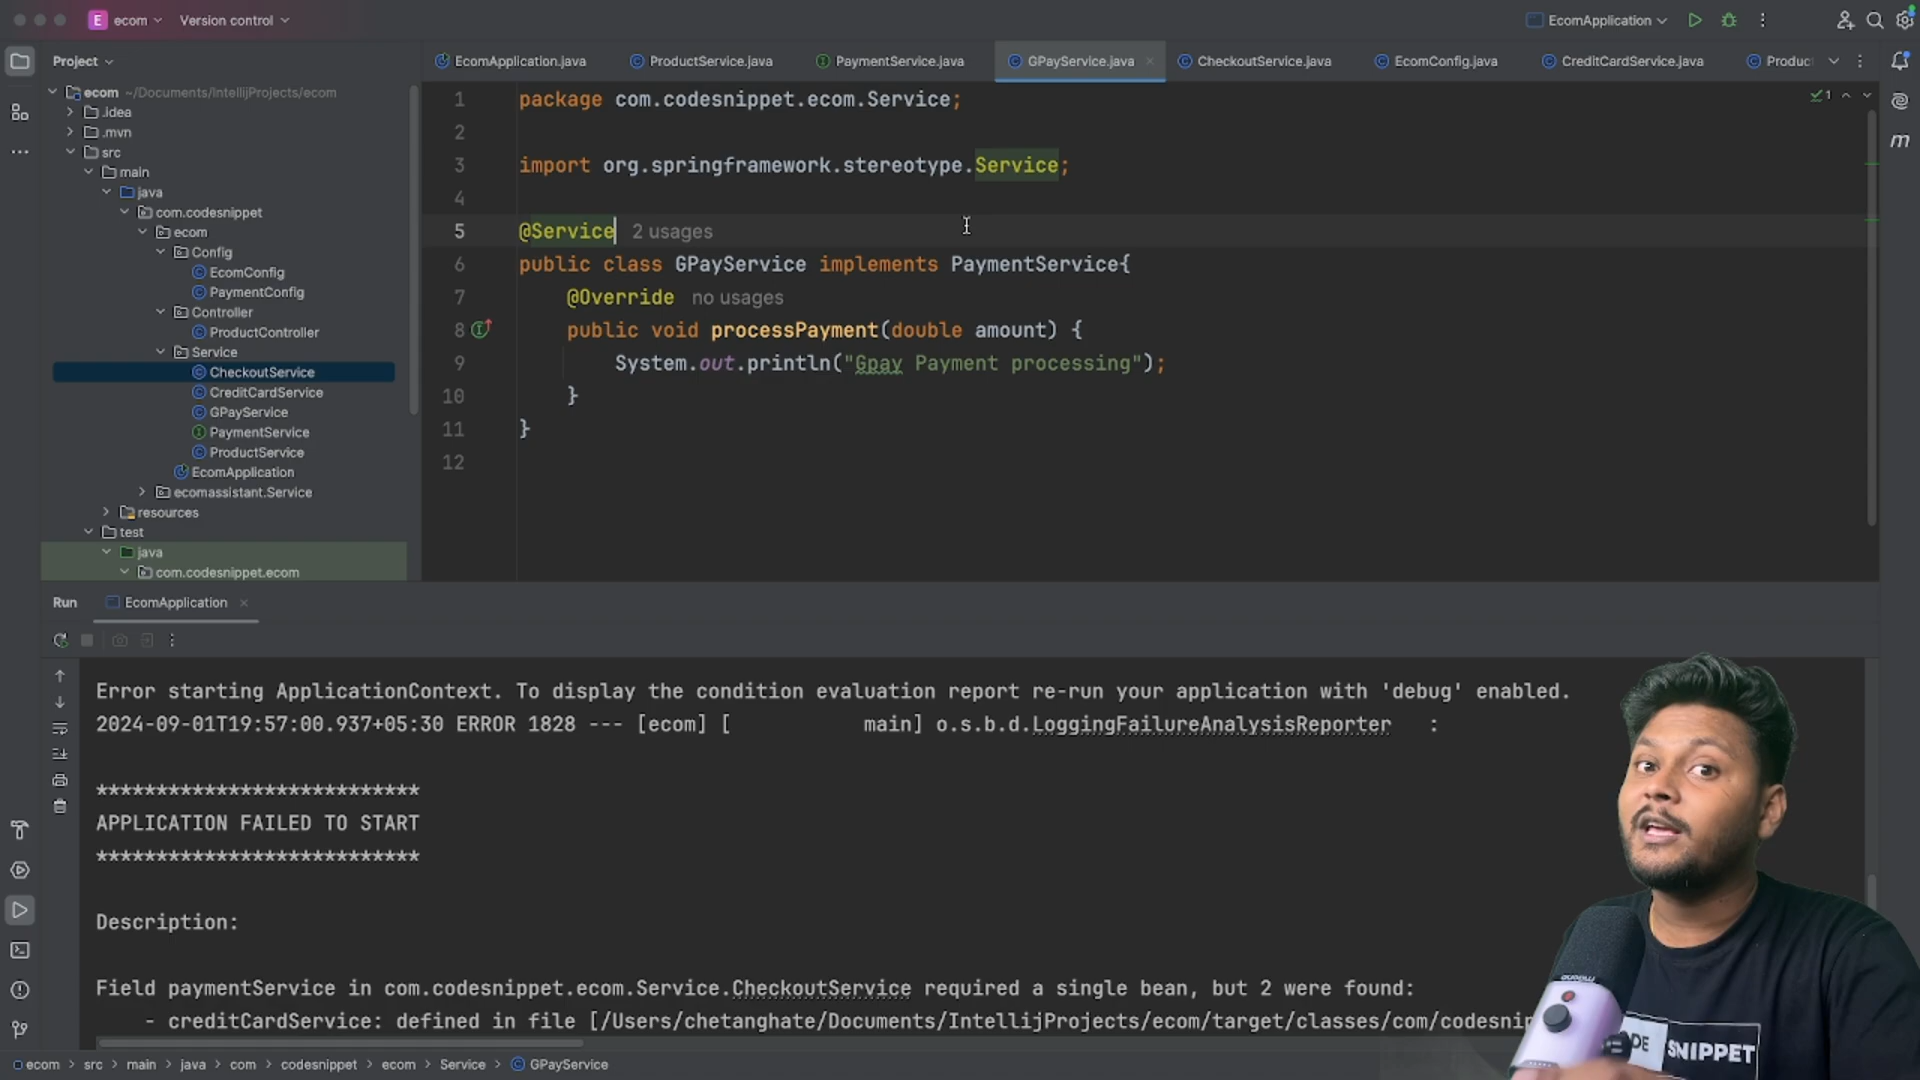 E ecom
Version control
EcomApplication
Project
EcomApplication.java
ProductService.java
PaymentService.java
GPayService.java
CheckoutService.java
EcomConfig.java
CreditCardService.java
Produc
ecom ~/Documents/IntellijProjects/ecom
.idea
.mvn
src
main
java
com.codesnippet
ecom
Config
EcomConfig
PaymentConfig
Controller
ProductController
Service
CheckoutService
CreditCardService
GPayService
PaymentService
ProductService
EcomApplication
ecomassistant.Service
resources
test
java
com.codesnippet.ecom
1 package com.codesnippet.ecom.Service;
2
3 import org.springframework.stereotype.Service;
4
5 @Service 2 usages
6 public class GPayService implements PaymentService{
7 @Override no usages
8 public void processPayment(double amount) {
9 System.out.println("Gpay Payment processing");
10 }
11 }
12
1
m
Run
EcomApplication
Error starting ApplicationContext. To display the condition evaluation report re-run your application with 'debug' enabled.
2024-09-01T19:57:00.937+05:30 ERROR 1828 --- [ecom] [ main] o.s.b.d.LoggingFailureAnalysisReporter :
***************************
APPLICATION FAILED TO START
***************************
Description:
Field paymentService in com.codesnippet.ecom.Service.CheckoutService required a single bean, but 2 were found:
- creditCardService: defined in file [/Users/chetanghate/Documents/IntellijProjects/ecom/target/classes/com/codesni
DE SNIPPET
ecom > src > main > java > com > codesnippet > ecom > Service > GPayService